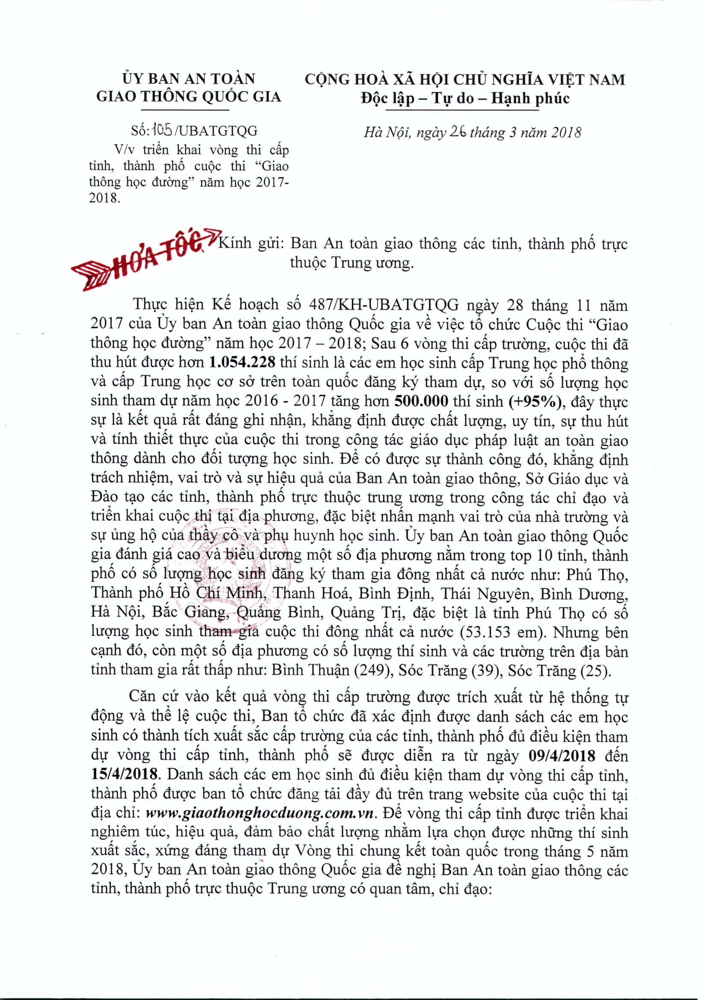 ỦY BAN AN TOÀN
GIAO THÔNG QUỐC GIA
CỘNG HOÀ XÃ HỘI CHỦ NGHĨA VIỆT NAM
Độc lập – Tự do – Hạnh phúc
Số: 105/UBATGTQG
Hà Nội, ngày 26 tháng 3 năm 2018
V/v triển khai vòng thi cấp
tỉnh, thành phố cuộc thi “Giao
thông học đường” năm học 2017-
2018.
HỎA TỐC
Kính gửi: Ban An toàn giao thông các tỉnh, thành phố trực
thuộc Trung ương.
Thực hiện Kế hoạch số 487/KH-UBATGTQG ngày 28 tháng 11 năm
2017 của Ủy ban An toàn giao thông Quốc gia về việc tổ chức Cuộc thi “Giao
thông học đường” năm học 2017 – 2018; Sau 6 vòng thi cấp trường, cuộc thi đã
thu hút được hơn 1.054.228 thí sinh là các em học sinh cấp Trung học phổ thông
và cấp Trung học cơ sở trên toàn quốc đăng ký tham dự, so với số lượng học
sinh tham dự năm học 2016 - 2017 tăng hơn 500.000 thí sinh (+95%), đây thực
sự là kết quả rất đáng ghi nhận, khẳng định được chất lượng, uy tín, sự thu hút
và tính thiết thực của cuộc thi trong công tác giáo dục pháp luật an toàn giao
thông dành cho đối tượng học sinh. Để có được sự thành công đó, khẳng định
trách nhiệm, vai trò và sự hiệu quả của Ban An toàn giao thông, Sở Giáo dục và
Đào tạo các tỉnh, thành phố trực thuộc trung ương trong công tác chỉ đạo và
triển khai cuộc thi tại địa phương, đặc biệt nhấn mạnh vai trò của nhà trường và
sự ủng hộ của thầy cô và phụ huynh học sinh. Ủy ban An toàn giao thông Quốc
gia đánh giá cao và biểu dương một số địa phương nằm trong top 10 tỉnh, thành
phố có số lượng học sinh đăng ký tham gia đông nhất cả nước như: Phú Thọ,
Thành phố Hồ Chí Minh, Thanh Hoá, Bình Định, Thái Nguyên, Bình Dương,
Hà Nội, Bắc Giang, Quảng Bình, Quảng Trị, đặc biệt là tỉnh Phú Thọ có số
lượng học sinh tham gia cuộc thi đông nhất cả nước (53.153 em). Nhưng bên
cạnh đó, còn một số địa phương có số lượng thí sinh và các trường trên địa bàn
tỉnh tham gia rất thấp như: Bình Thuận (249), Sóc Trăng (39), Sóc Trăng (25).
Căn cứ vào kết quả vòng thi cấp trường được trích xuất từ hệ thống tự
động và thể lệ cuộc thi, Ban tổ chức đã xác định được danh sách các em học
sinh có thành tích xuất sắc cấp trường của các tỉnh, thành phố đủ điều kiện tham
dự vòng thi cấp tỉnh, thành phố sẽ được diễn ra từ ngày 09/4/2018 đến
15/4/2018. Danh sách các em học sinh đủ điều kiện tham dự vòng thi cấp tỉnh,
thành phố được ban tổ chức đăng tải đầy đủ trên trang website của cuộc thi tại
địa chỉ: www.giaothonghocduong.com.vn. Để vòng thi cấp tỉnh được triển khai
nghiêm túc, hiệu quả, đảm bảo chất lượng nhằm lựa chọn được những thí sinh
xuất sắc, xứng đáng tham dự Vòng thi chung kết toàn quốc trong tháng 5 năm
2018, Ủy ban An toàn giao thông Quốc gia đề nghị Ban An toàn giao thông các
tỉnh, thành phố trực thuộc Trung ương có quan tâm, chỉ đạo: